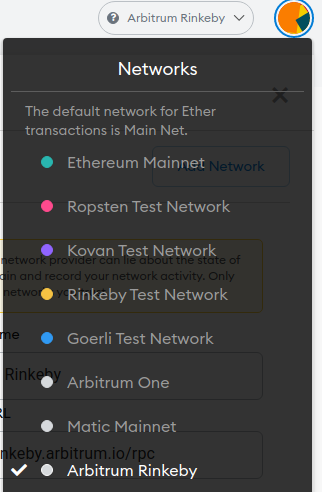 Arbitrum Rinkeby
Networks
The default network for Ether
transactions is Main Net.
Ethereum Mainnet
Add Network
Ropsten Test Network
Kovan Test Network
network provider can lie about the state of
ain and record your network activity. Only
networ
Rinkeby Test Network
me
Goerli Test Network
Rinkeby
Arbitrum One
RL
Matic Mainnet
nkeby.arbitrum.io/rpc
Arbitrum Rinkeby